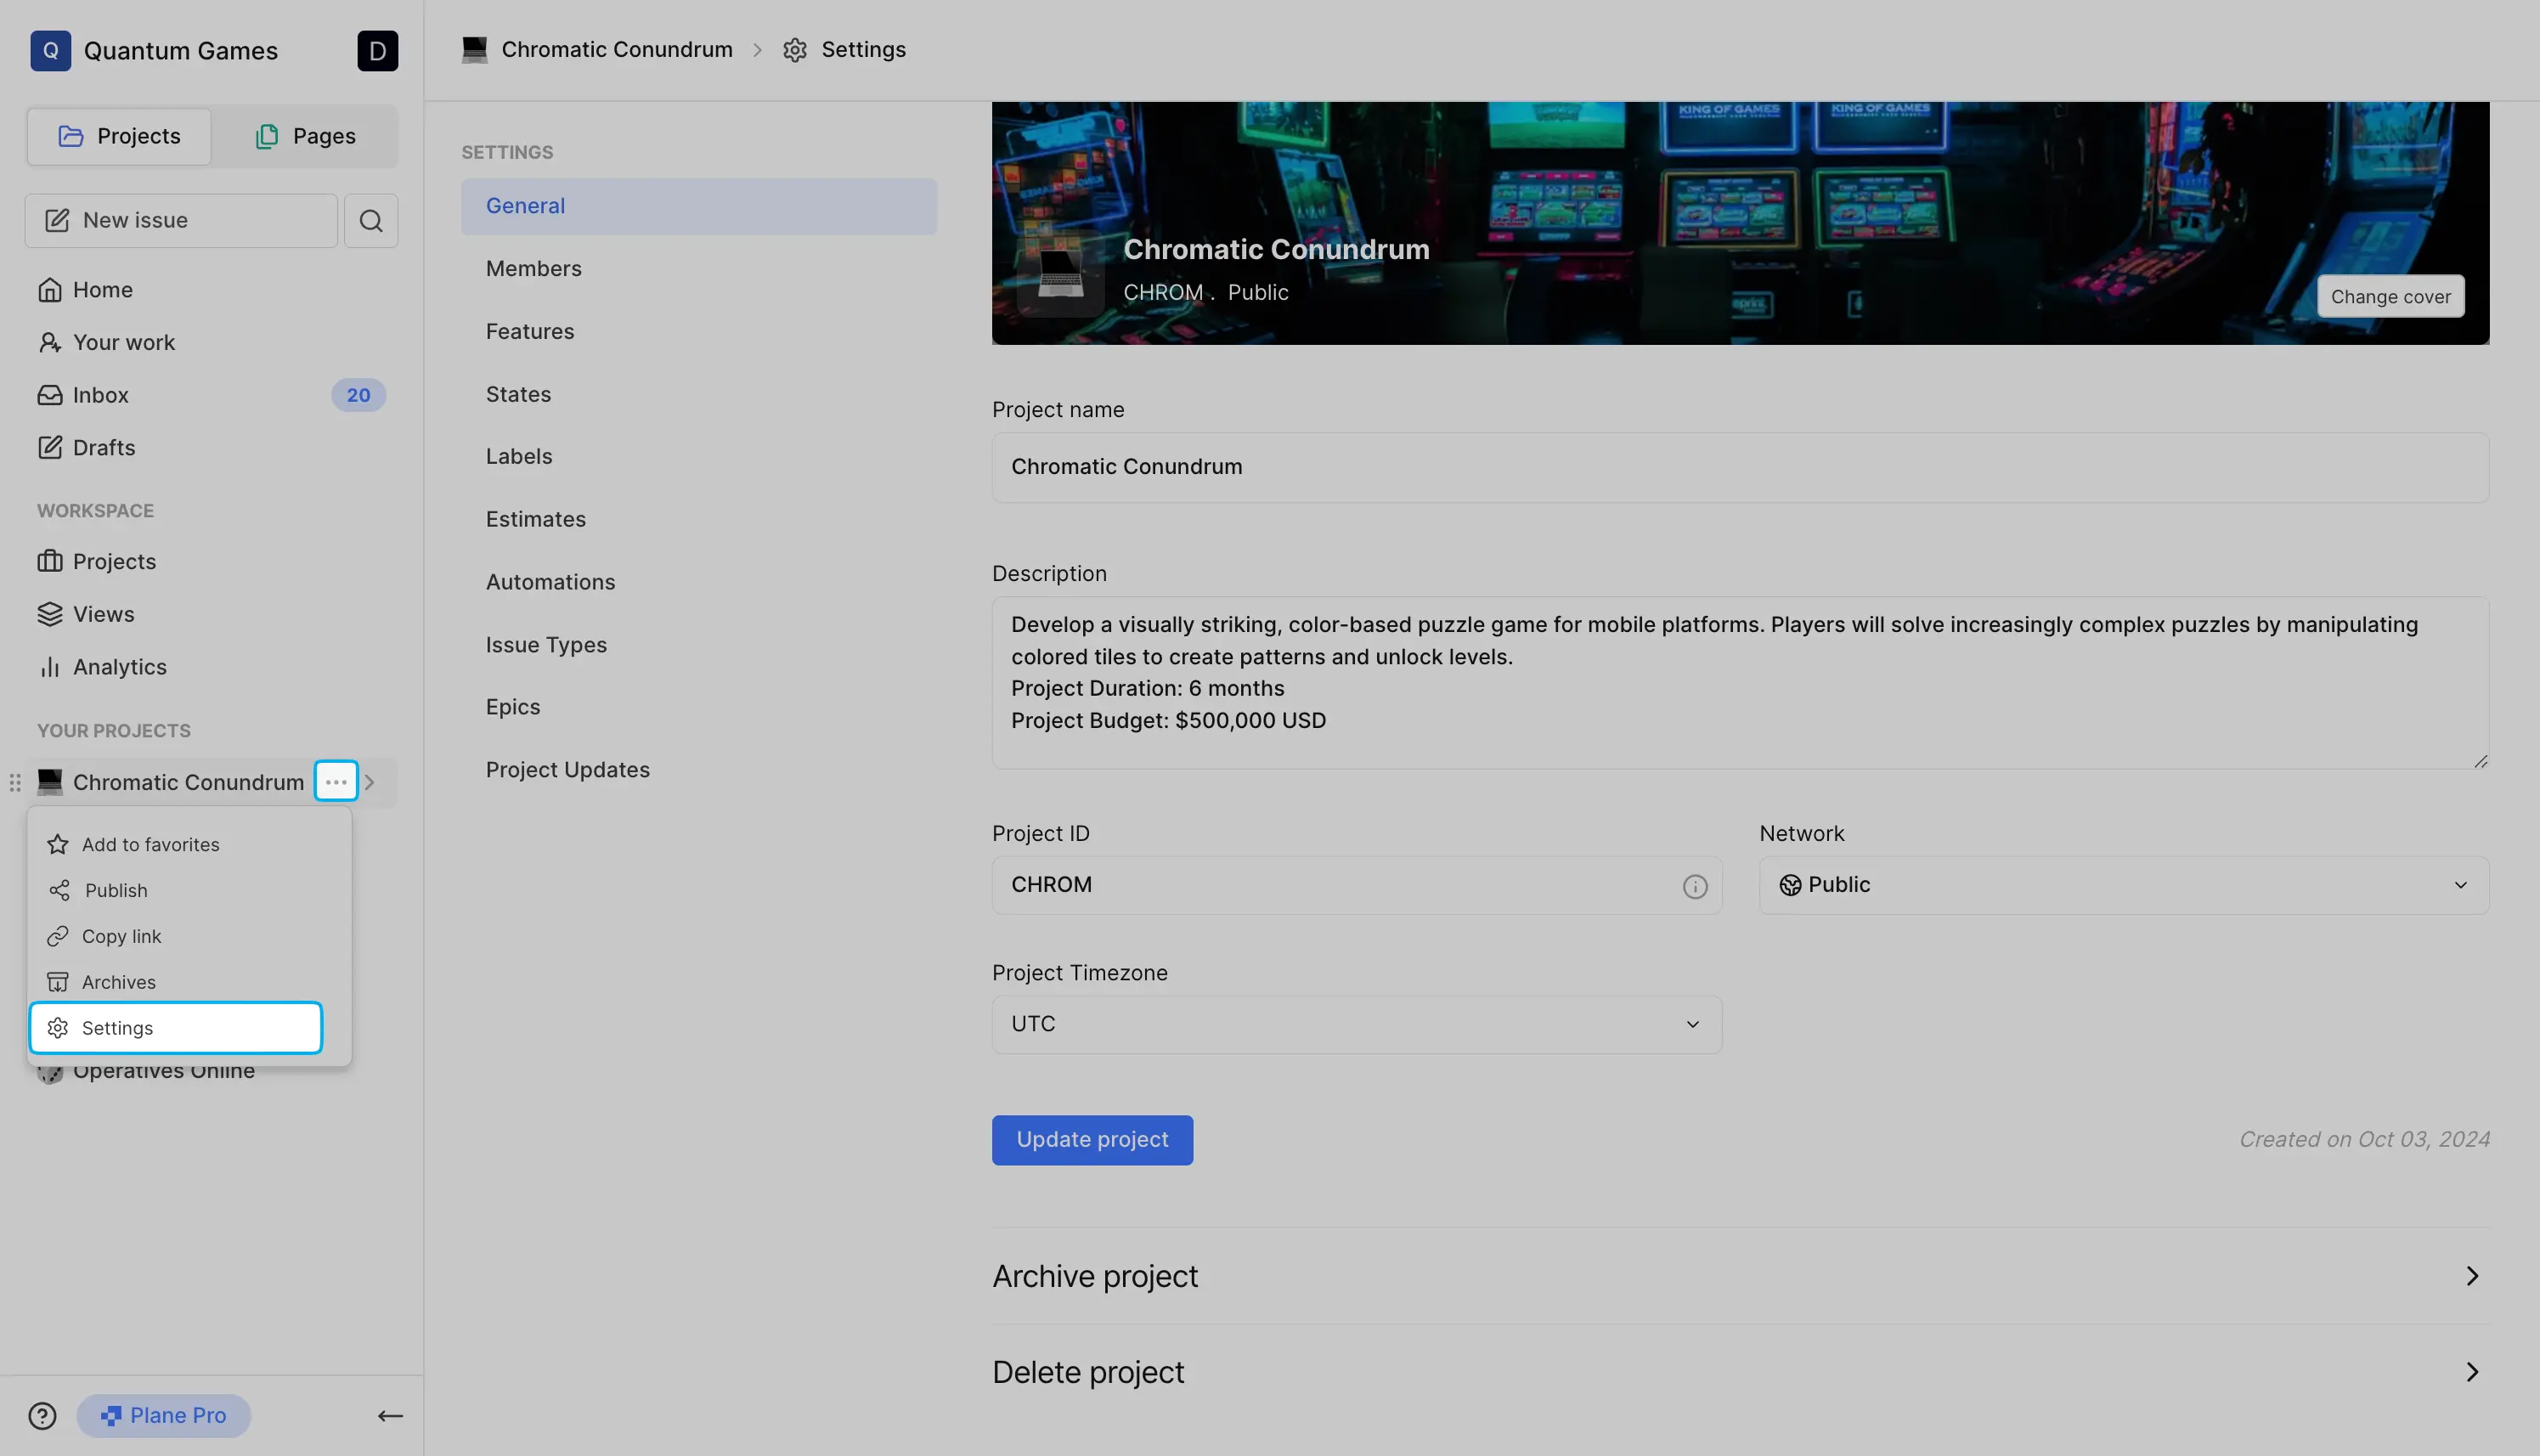 Q Quantum Games D
Projects Pages
New issue
Home
Your work
Inbox 20
Drafts
WORKSPACE
Projects
Views
Analytics
YOUR PROJECTS
Chromatic Conundrum
Add to favorites
Publish
Copy link
Archives
Settings
Operatives Online
Plane Pro
Chromatic Conundrum > Settings
SETTINGS
General
Members
Features
States
Labels
Estimates
Automations
Issue Types
Epics
Project Updates
KING OF GAMES KING OF GAMES
Chromatic Conundrum
CHROM . Public
Change cover
Project name
Chromatic Conundrum
Description
Develop a visually striking, color-based puzzle game for mobile platforms. Players will solve increasingly complex puzzles by manipulating
colored tiles to create patterns and unlock levels.
Project Duration: 6 months
Project Budget: $500,000 USD
Project ID
CHROM
Network
Public
Project Timezone
UTC
Update project
Created on Oct 03, 2024
Archive project
Delete project